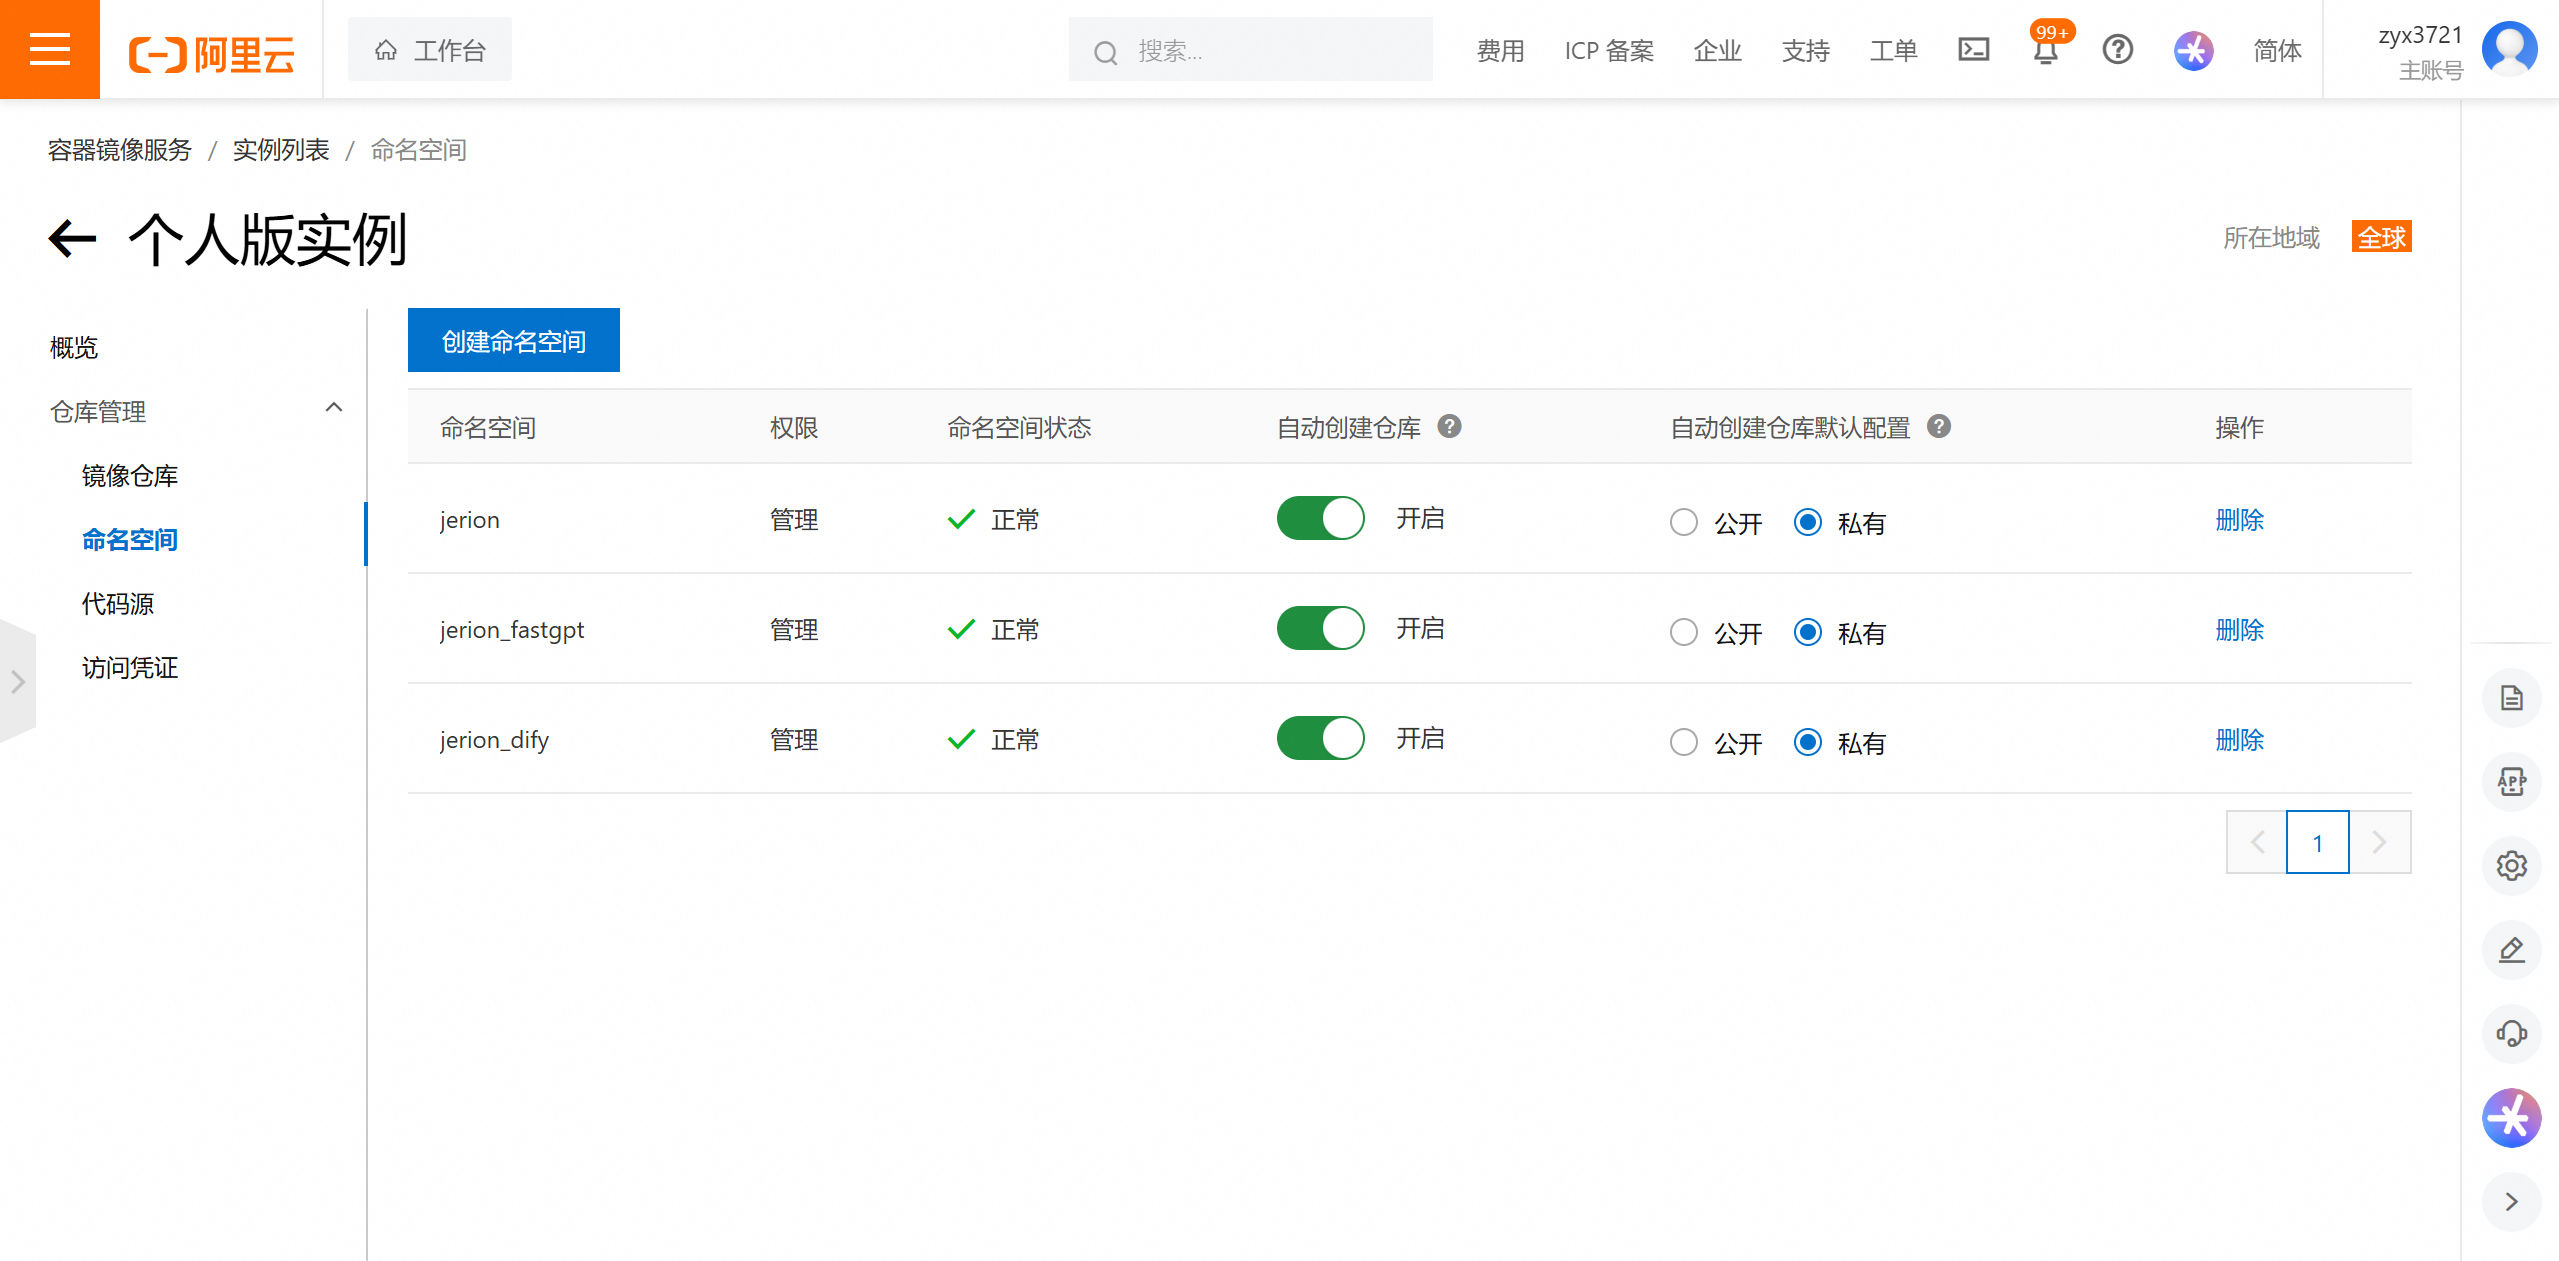 阿里云
工作台
搜索...
费用
ICP 备案
企业
支持
工单
99+
简体
zyx3721
主账号
容器镜像服务 / 实例列表 / 命名空间
个人版实例
所在地域 全球
概览
仓库管理
镜像仓库
命名空间
代码源
访问凭证
创建命名空间
命名空间 权限 命名空间状态 自动创建仓库 自动创建仓库默认配置 操作
jerion 管理 正常 开启 公开 私有 删除
jerion_fastgpt 管理 正常 开启 公开 私有 删除
jerion_dify 管理 正常 开启 公开 私有 删除
1
APP